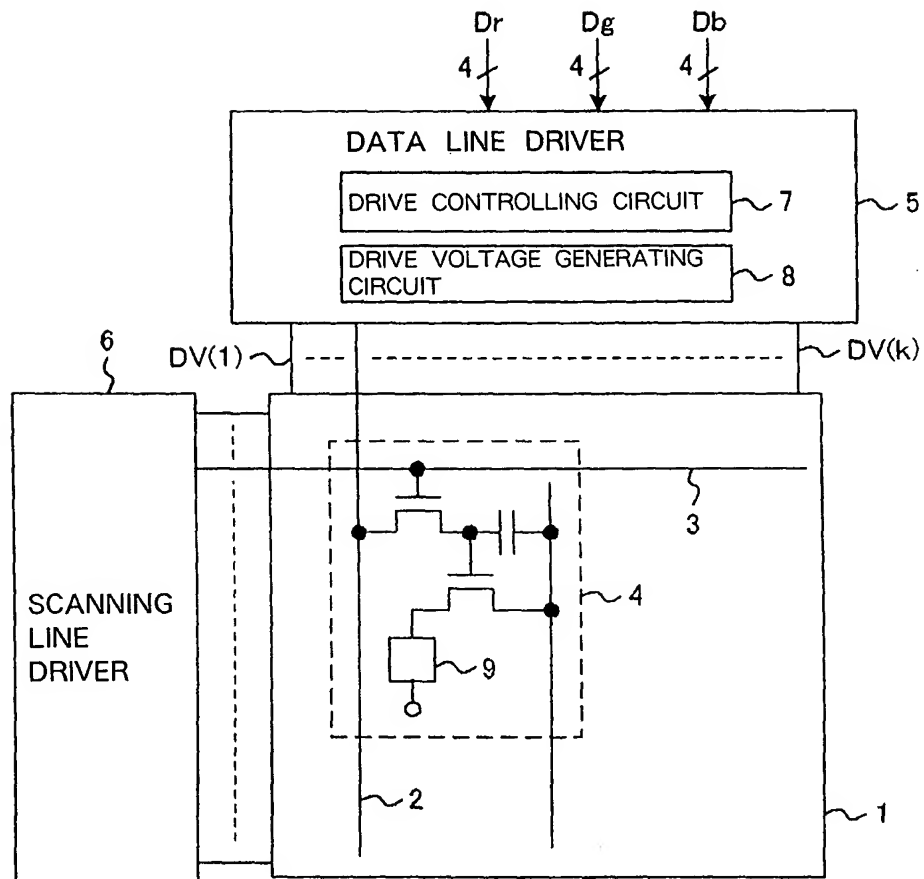 Dr Dg Db
4 4 4
DATA LINE DRIVER
DRIVE CONTROLLING CIRCUIT
7
5
DRIVE VOLTAGE GENERATING
CIRCUIT
8
6
DV(1)
DV(k)
3
4
SCANNING
LINE
DRIVER
9
2
1